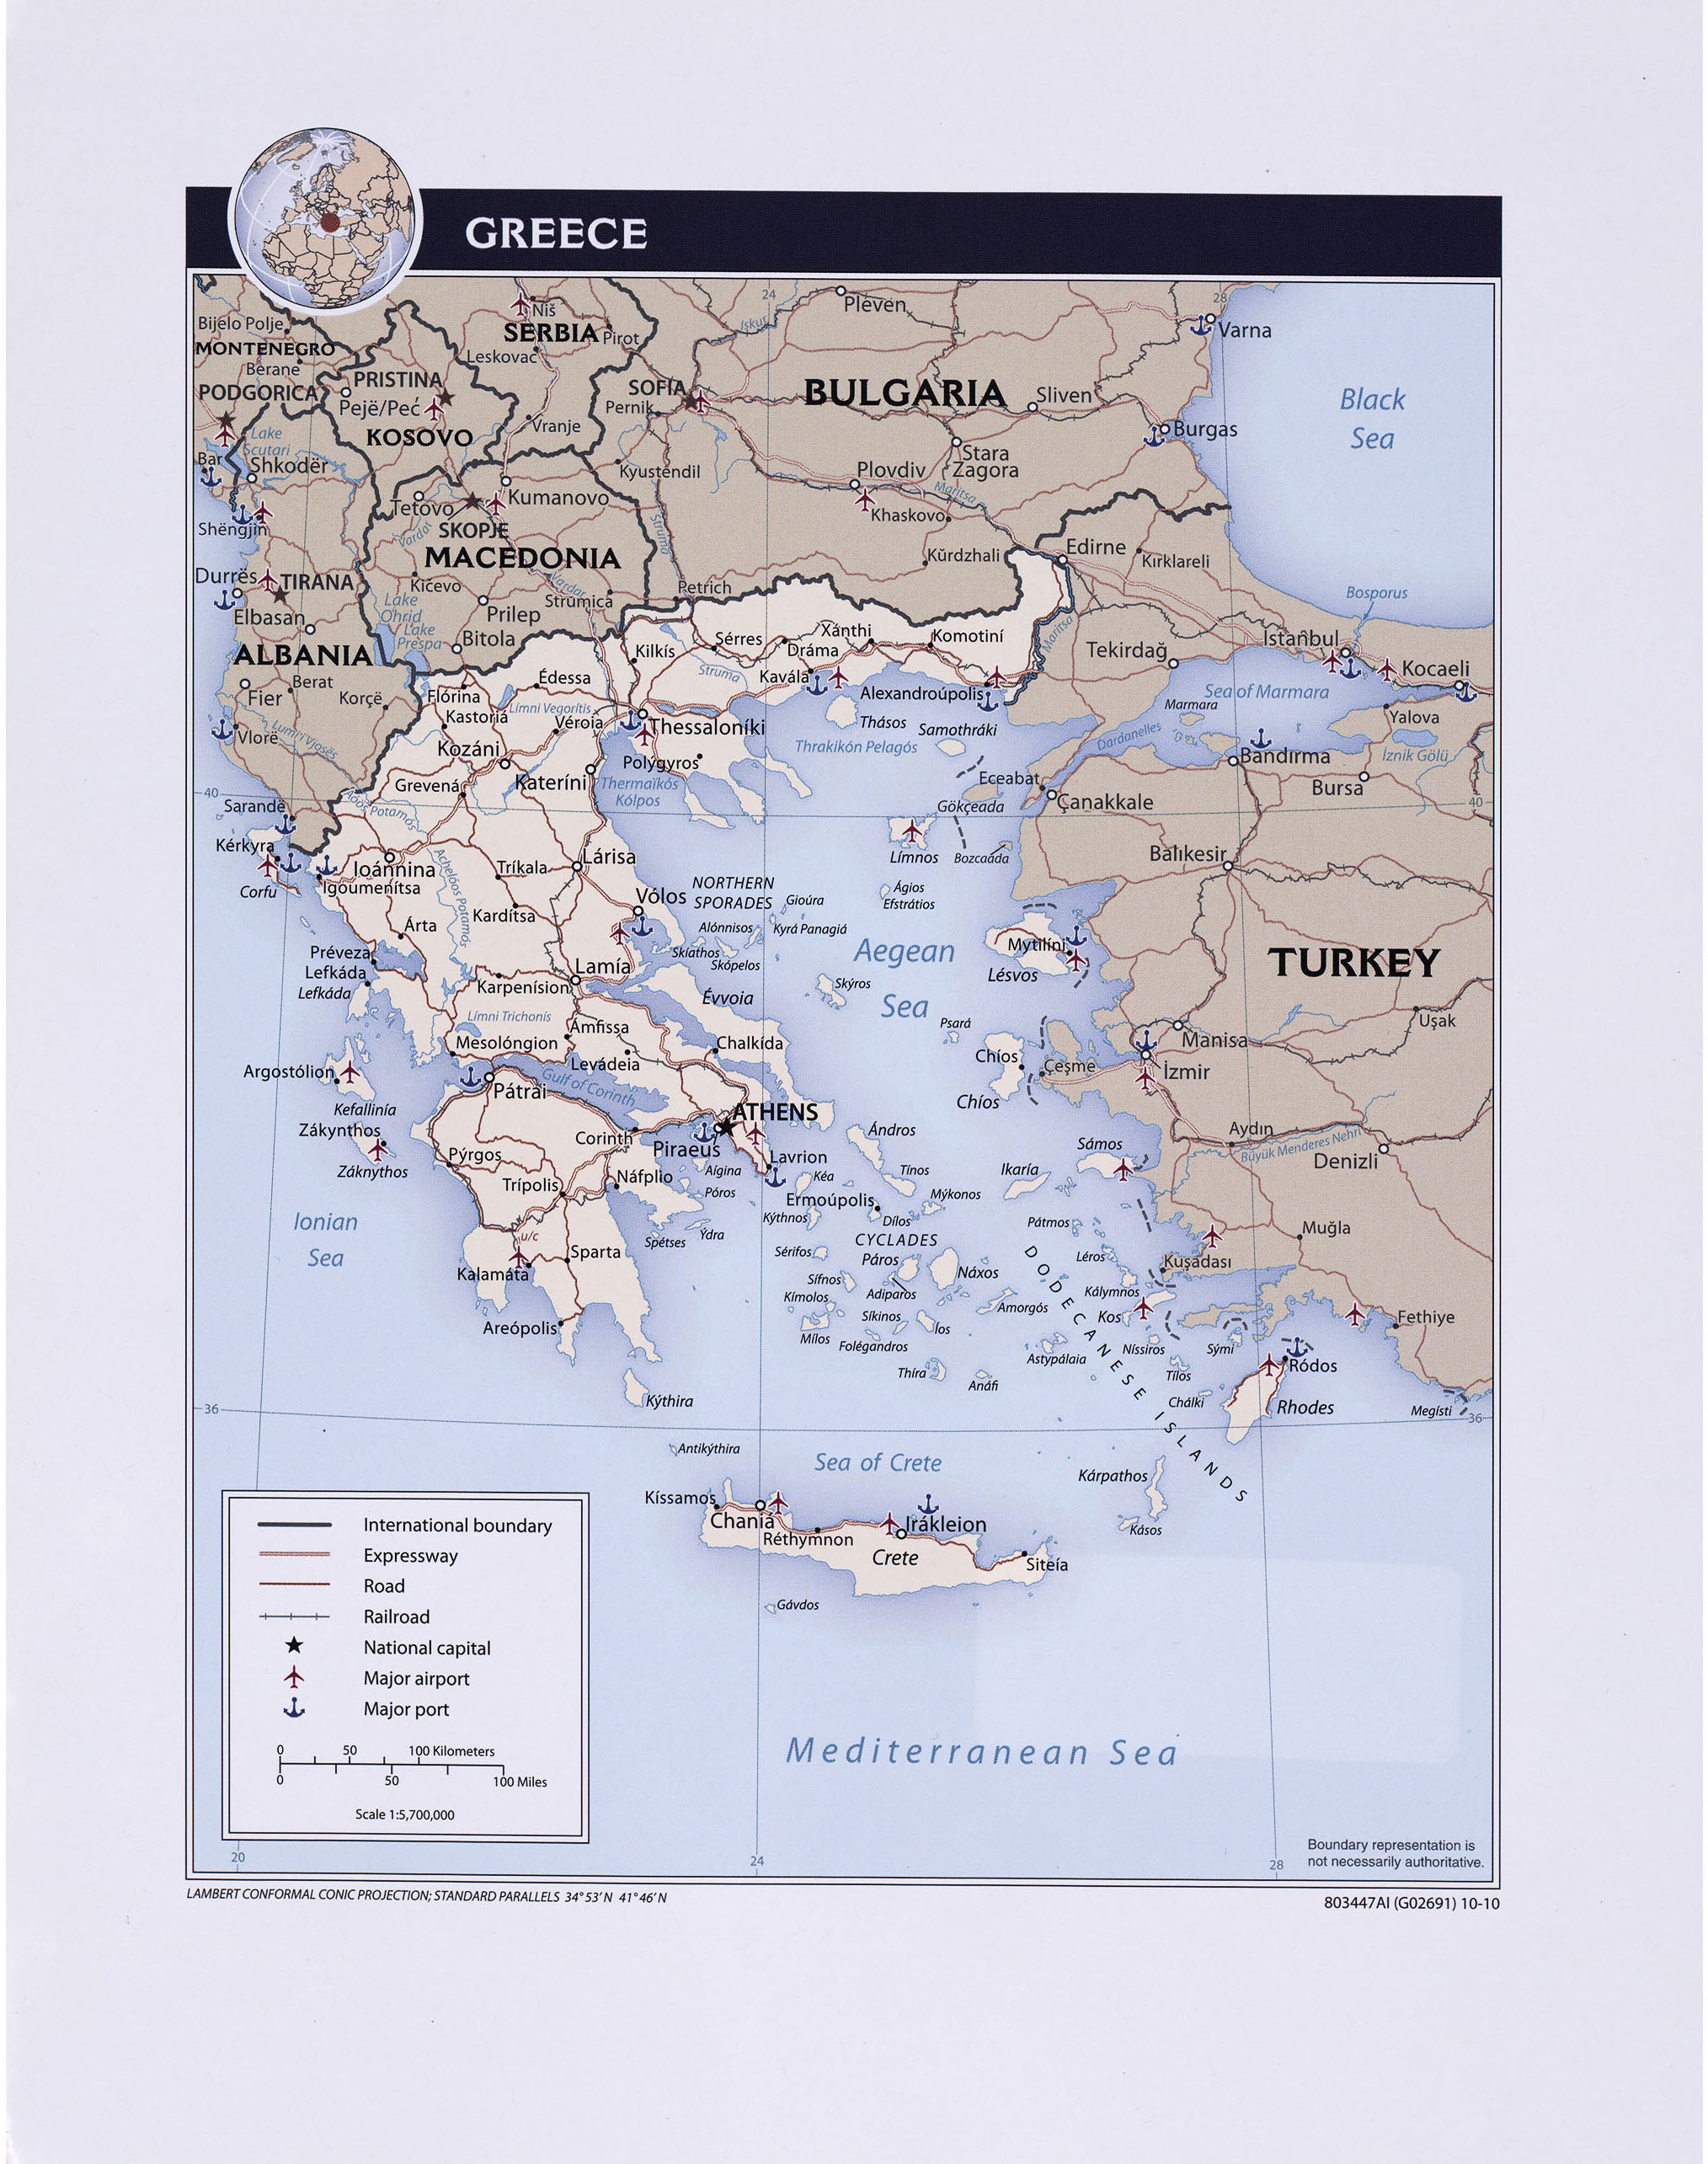 GREECE
24
28
Bijelo Polje
MONTENEGRO
Berane
PODGORICA
PRISTINA
Pejë/Peć
KOSOVO
Niš
SERBIA
Pirot
Leskovac
Vranje
SOFIA
Pernik
Kyustendil
Iskur
Pleven
BULGARIA
Sliven
Varna
Burgas
Black
Sea
Stara
Zagora
Plovdiv
Maritsa
Khaskovo
Kŭrdzhali
Struma
Petrich
Edirne
Kırklareli
Lake
Scutari
Bar
Shkodër
Shëngjin
Tetovo
Kumanovo
Vardar
SKOPJE
MACEDONIA
Kičevo
Vardar
Strumica
Prilep
Bitola
Lake
Ohrid
Lake
Prespa
Durrës
TIRANA
Elbasan
ALBANIA
Fier
Berat
Korçë
Vlorë
Lumi i Vjosës
Sarandë
Bosporus
Istanbul
Tekirdağ
Kocaeli
Sea of Marmara
Marmara
Yalova
İznik Gölü
Dardanelles
Bandırma
Bursa
Maritsa
Kilkís
Sérres
Dráma
Xánthi
Komotiní
Struma
Kavála
Alexandroúpolis
Flórina
Édessa
Kastoriá
Límni Vegorítis
Véroia
Thessaloníki
Thásos
Samothráki
Thrakikón Pelagós
Kozáni
Polýgyros
Grevená
Kateríni
Thermaïkós
Kólpos
Eceabat
Gökçeada
Çanakkale
40
40
Aóös Potamós
Kérkyra
Corfu
Igoumenítsa
Ioánnina
Tríkala
Lárisa
Límnos
Bozcaada
Balıkesir
Achelóos Potamós
Kardítsa
Vólos
NORTHERN
SPORADES
Gioúra
Alónnisos
Kyrá Panagiá
Skíathos
Skópelos
Ágios
Efstrátios
Aegean
Sea
Mytilíni
Lésvos
TURKEY
Árta
Préveza
Lefkáda
Lefkáda
Karpenísion
Lamía
Skýros
Évvoia
Psará
Límni Trichonís
Ámfissa
Mesolóngion
Levádeia
Chalkída
Chíos
Chíos
Çeşme
Manisa
İzmir
Uşak
Argostólion
Kefallinía
Zákynthos
Záknythos
Pátrai
Gulf of Corinth
ATHENS
Corinth
Piraeus
Lavrion
Ándros
Sámos
Aydın
Büyük Menderes Nehri
Denizli
Pýrgos
Trípolis
Náfplio
Aígina
Póros
Kéa
Tínos
Ikaría
Ermoúpolis
Mýkonos
Kýthnos
Dílos
Ýdra
Spétses
CYCLADES
Pátmos
Muğla
Ionian
Sea
u/c
Kalamáta
Sparta
Sérifos
Páros
Náxos
Léros
Kuşadası
Sífnos
Adiparos
Kálymnos
Kímolos
Amorgós
Kos
Síkinos
Íos
Mílos
Folégandros
Fethiye
Areópolis
Astypálaia
Níssiros
Sými
Thíra
Anáfi
Tílos
Ródos
Chálki
Rhodes
Megísti
DODECANESE ISLANDS
Kýthira
36
36
Antikýthira
Sea of Crete
Kárpathos
Kíssamos
Chaniá
Réthymnon
Irákleion
Crete
Siteía
Kásos
Gávdos
Mediterranean Sea
International boundary
Expressway
Road
Railroad
National capital
Major airport
Major port
0 50 100 Kilometers
0 50 100 Miles
Scale 1:5,700,000
Boundary representation is
not necessarily authoritative.
20
24
28
LAMBERT CONFORMAL CONIC PROJECTION; STANDARD PARALLELS 34°53'N 41°46'N
803447AI (G02691) 10-10